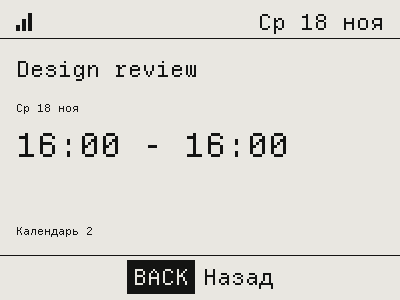 Ср 18 ноя
Design review
Ср 18 ноя
16:00 - 16:00
Календарь 2
BACK Назад